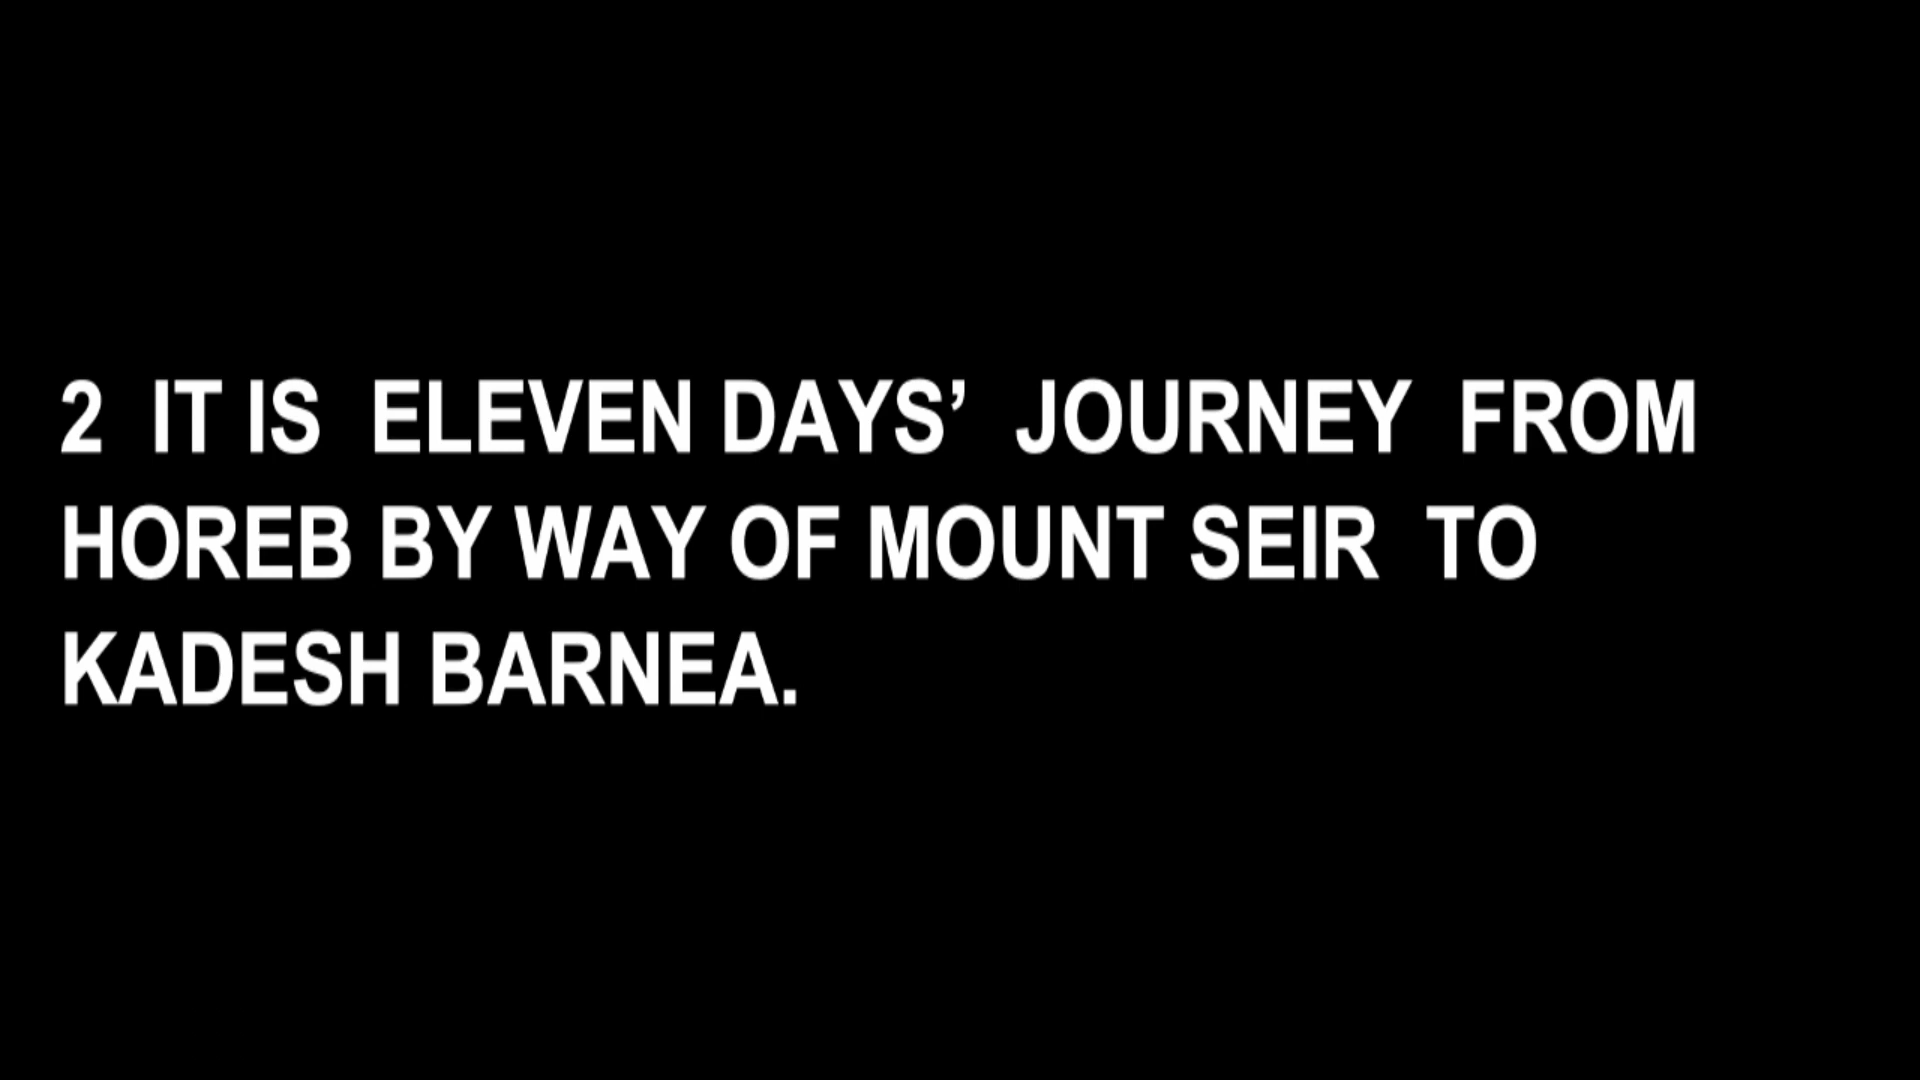 2 IT IS ELEVEN DAYS’ JOURNEY FROM
HOREB BY WAY OF MOUNT SEIR TO
KADESH BARNEA.